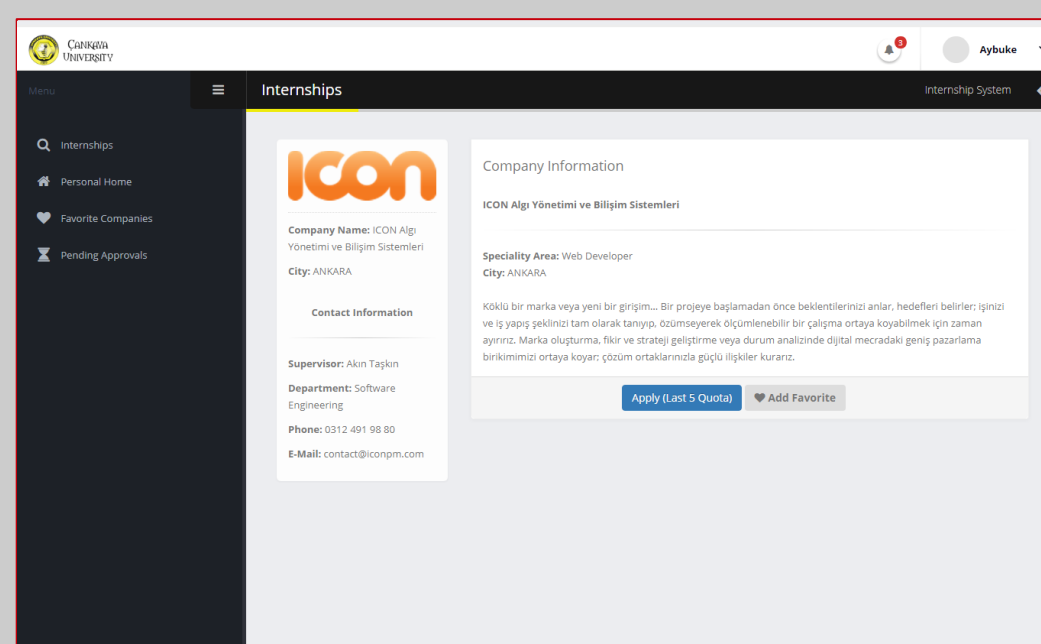 ÇANKAYA
UNIVERSITY
3
Aybuke
Menu
Internships
Internship System
Internships
Personal Home
Favorite Companies
Pending Approvals
ICON
Company Name: ICON Algı
Yönetimi ve Bilişim Sistemleri
City: ANKARA
Contact Information
Supervisor: Akın Taşkın
Department: Software
Engineering
Phone: 0312 491 98 80
E-Mail: contact@iconpm.com
Company Information
ICON Algı Yönetimi ve Bilişim Sistemleri
Speciality Area: Web Developer
City: ANKARA
Köklü bir marka veya yeni bir girişim... Bir projeye başlamadan önce beklentilerinizi anlar, hedefleri belirler; işinizi
ve iş yapış şeklinizi tam olarak tanıyıp, özümseyerek ölçümlenebilir bir çalışma ortaya koyabilmek için zaman
ayırırız. Marka oluşturma, fikir ve strateji geliştirme veya durum analizinde dijital mecradaki geniş pazarlama
birikimimizi ortaya koyar; çözüm ortaklarınızla güçlü ilişkiler kurarız.
Apply (Last 5 Quota)
Add Favorite